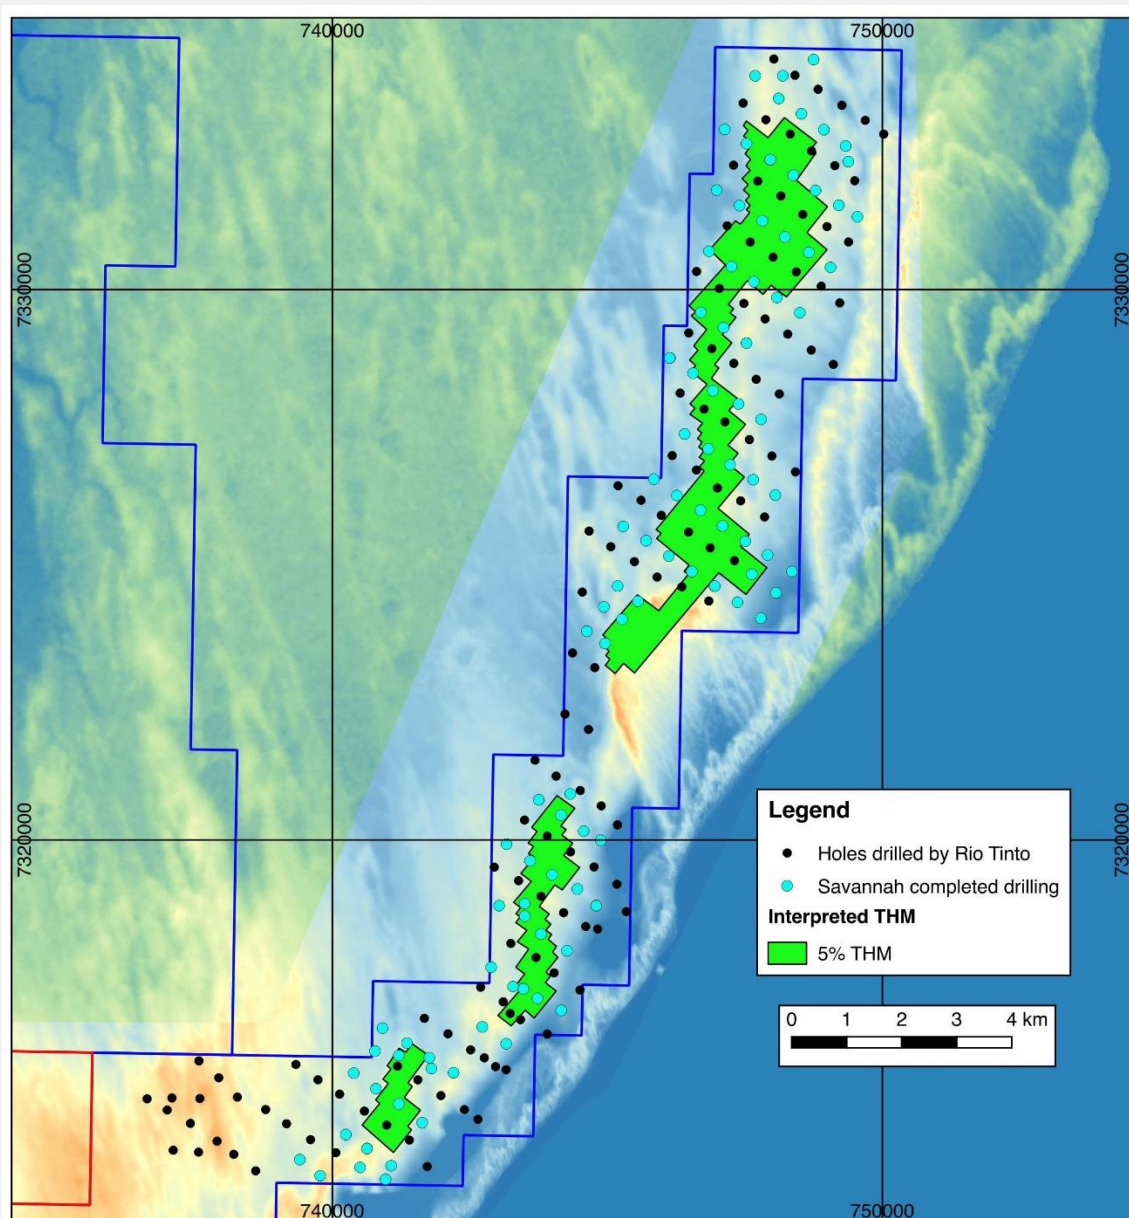 740000
750000
7330000
7330000
7320000
7320000
Legend
Holes drilled by Rio Tinto
Savannah completed drilling
Interpreted THM
5% THM
0 1 2 3 4 km
740000
750000